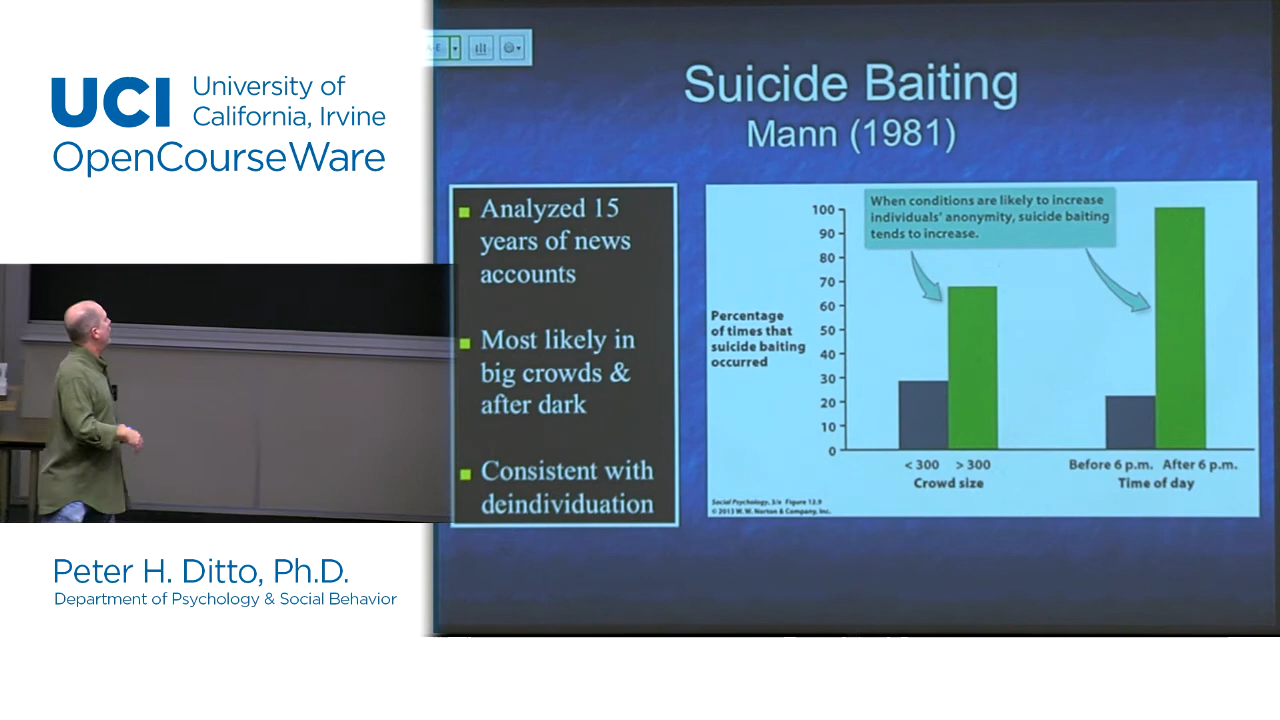 UCI University of
California, Irvine
OpenCourseWare
Suicide Baiting
Mann (1981)
Analyzed 15
years of news
accounts
Most likely in
big crowds &
after dark
Consistent with
deindividuation
When conditions are likely to increase
individuals' anonymity, suicide baiting
tends to increase.
Percentage
of times that
suicide baiting
occurred
100
90
80
70
60
50
40
30
20
10
0
< 300 > 300
Crowd size
Before 6 p.m. After 6 p.m.
Time of day
Social Psychology, 3/e Figure 13.9
© 2013 W. W. Norton & Company, Inc.
Peter H. Ditto, Ph.D.
Department of Psychology & Social Behavior